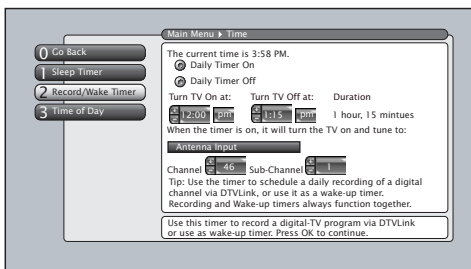 Main Menu Time
0 Go Back
1 Sleep Timer
2 Record/Wake Timer
3 Time of Day
The current time is 3:58 PM.
Daily Timer On
Daily Timer Off
Turn TV On at: Turn TV Off at: Duration
12:00 pm 1:15 pm 1 hour, 15 mintues
When the timer is on, it will turn the TV on and tune to:
Antenna Input
Channel 46 Sub-Channel 1
Tip: Use the timer to schedule a daily recording of a digital
channel via DTVLink, or use it as a wake-up timer.
Recording and Wake-up timers always function together.
Use this timer to record a digital-TV program via DTVLink
or use as wake-up timer. Press OK to continue.